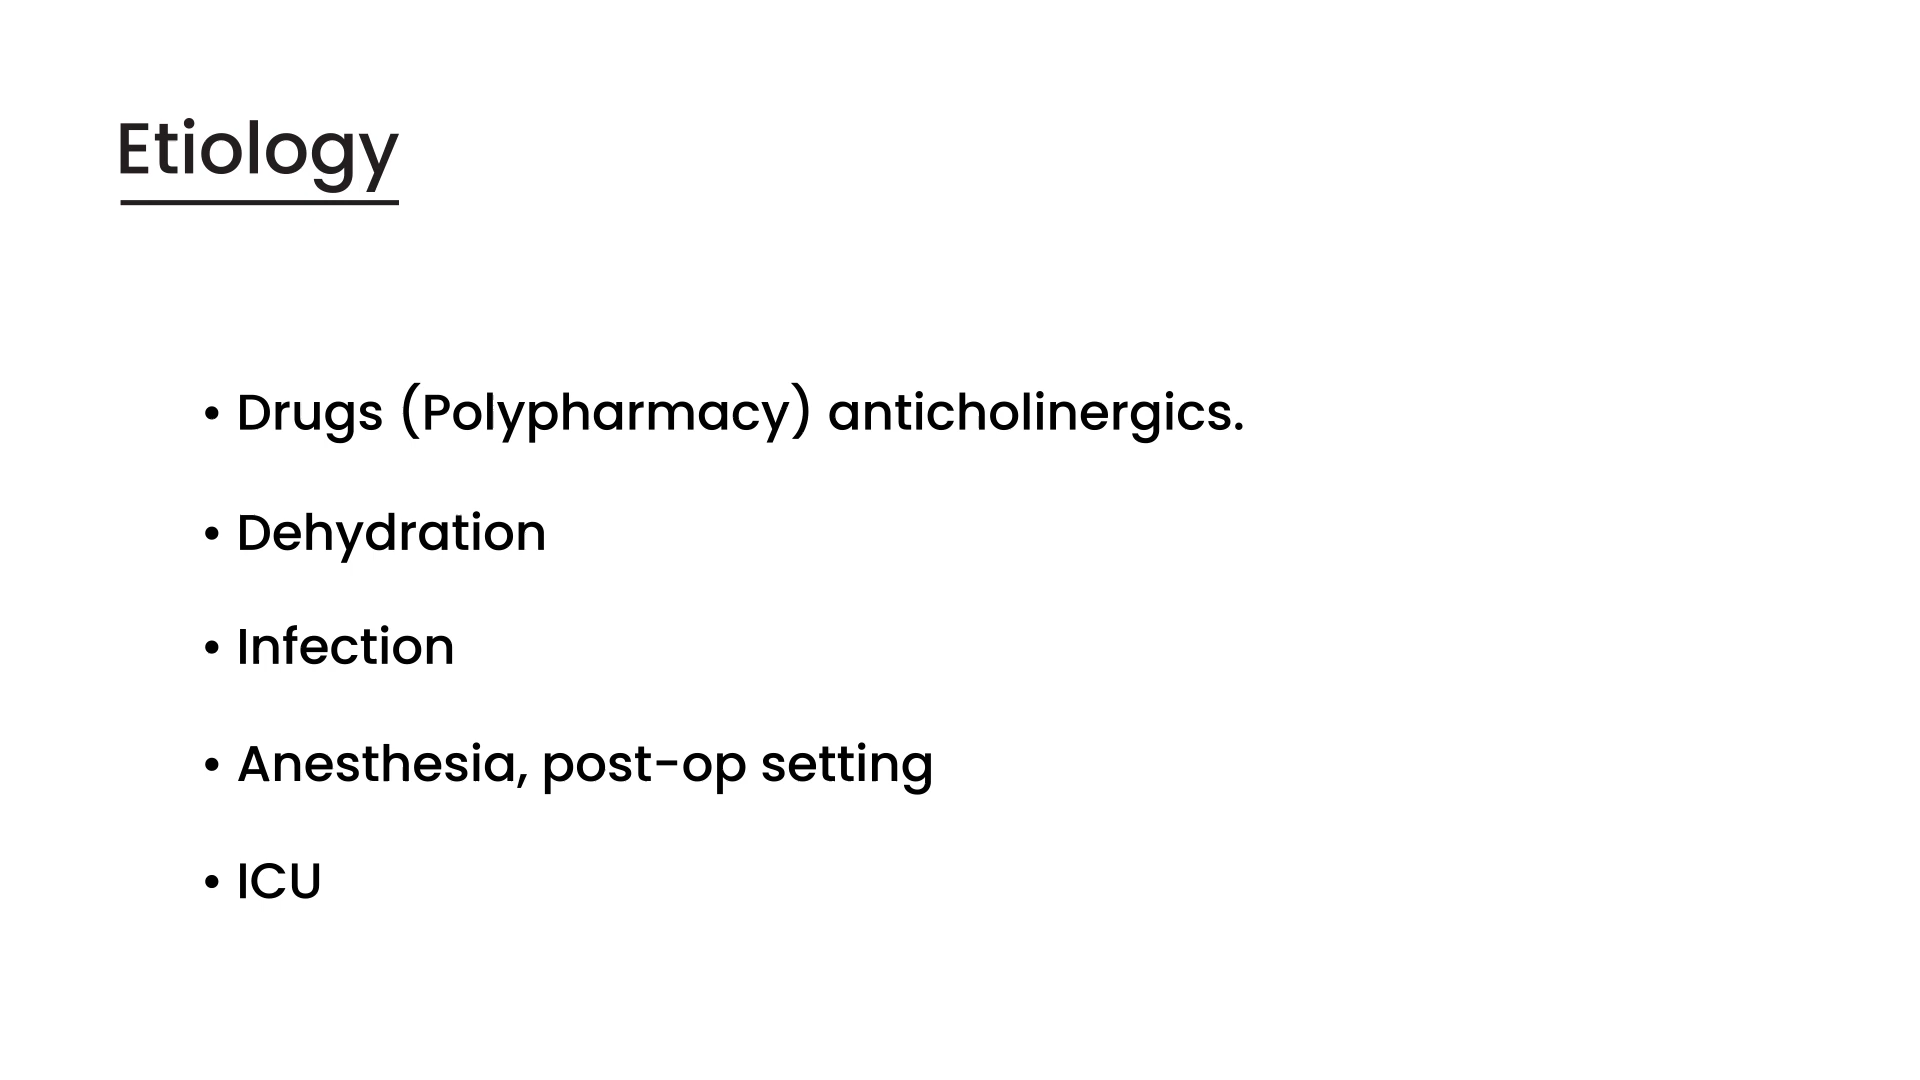 Etiology
• Drugs (Polypharmacy) anticholinergics.
• Dehydration
• Infection
• Anesthesia, post-op setting
• ICU